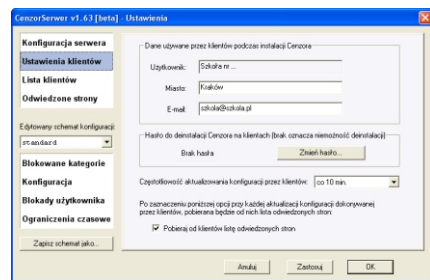 CenzorSerwer v1.63 [beta] - Ustawienia
Konfiguracja serwera
Ustawienia klientów
Lista klientów
Odwiedzone strony
Edytowany schemat konfiguracji:
standard
Blokowane kategorie
Konfiguracja
Blokady użytkownika
Ograniczenia czasowe
Zapisz schemat jako...
Dane używane przez klientów podczas instalacji Cenzora
Użytkownik: Szkoła nr ...
Miasto: Kraków
E-mail: szkola@szkola.pl
Hasło do deinstalacji Cenzora na klientach (brak oznacza niemożność deinstalacji)
Brak hasła Zmień hasło...
Częstotliwość aktualizowania konfiguracji przez klientów: co 10 min.
Po zaznaczeniu poniższej opcji przy każdej aktualizacji konfiguracji dokonywanej
przez klientów, pobierana będzie od nich lista odwiedzonych stron:
Pobieraj od klientów listę odwiedzonych stron
Anuluj Zastosuj OK